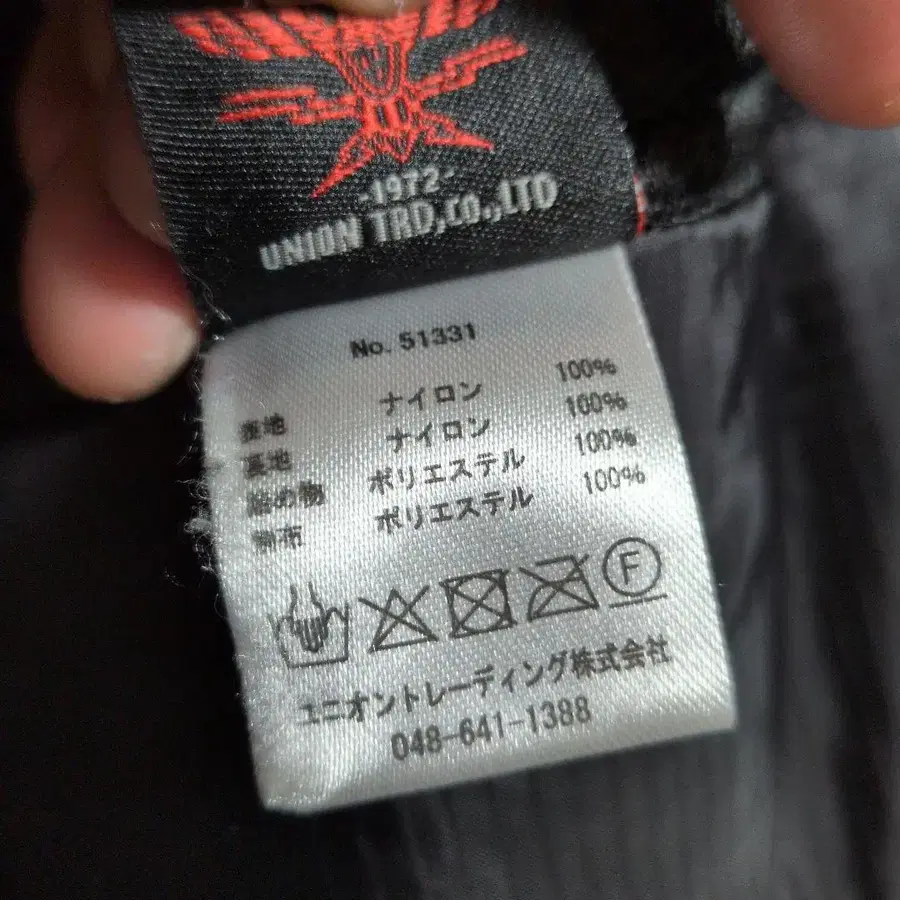 -1972-
UNION TRD,CO.,LTD
No. 51331
表地 ナイロン 100%
裏地 ナイロン 100%
詰め物 ポリエステル 100%
別布 ポリエステル 100%
F
ユニオントレーディング株式会社
048-641-1388